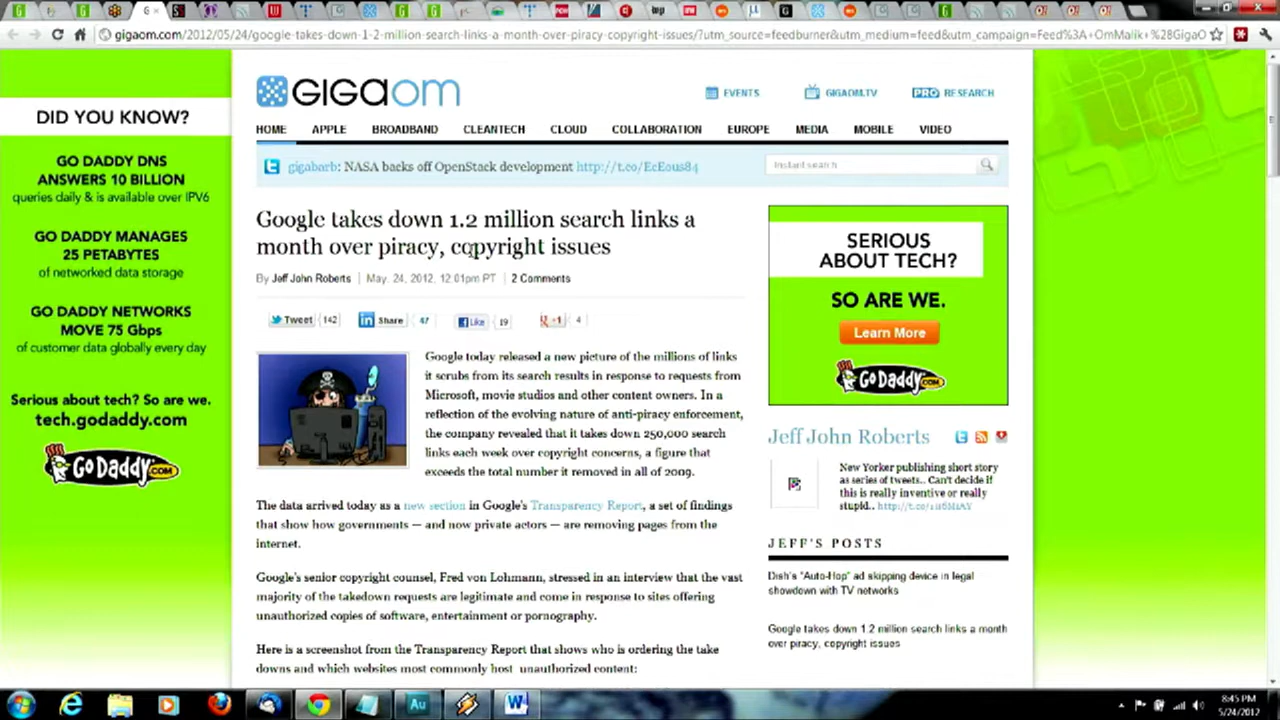 gigaom.com/2012/05/24/google-takes-down-1-2-million-search-links-a-month-over-piracy-copyright-issues/?utm_source=feedburner&utm_medium=feed&utm_campaign=Feed%3A+OmMalik+%28GigaO
DID YOU KNOW?
GO DADDY DNS
ANSWERS 10 BILLION
queries daily & is available over IPV6
GO DADDY MANAGES
25 PETABYTES
of networked data storage
GO DADDY NETWORKS
MOVE 75 Gbps
of customer data globally every day
Serious about tech? So are we.
tech.godaddy.com
GO DADDY.COM
GIGAOM
EVENTS GIGAOM.TV PRO RESEARCH
HOME APPLE BROADBAND CLEANTECH CLOUD COLLABORATION EUROPE MEDIA MOBILE VIDEO
gigabarb: NASA backs off OpenStack development http://t.co/EcEous84
Instant search
Google takes down 1.2 million search links a
month over piracy, copyright issues
By Jeff John Roberts | May. 24, 2012, 12:01pm PT | 2 Comments
Tweet 142 Share 47 Like 19 +1 4
Google today released a new picture of the millions of links
it scrubs from its search results in response to requests from
Microsoft, movie studios and other content owners. In a
reflection of the evolving nature of anti-piracy enforcement,
the company revealed that it takes down 250,000 search
links each week over copyright concerns, a figure that
exceeds the total number it removed in all of 2009.
The data arrived today as a new section in Google's Transparency Report, a set of findings
that show how governments — and now private actors — are removing pages from the
internet.
Google's senior copyright counsel, Fred von Lohmann, stressed in an interview that the vast
majority of the takedown requests are legitimate and come in response to sites offering
unauthorized copies of software, entertainment or pornography.
Here is a screenshot from the Transparency Report that shows who is ordering the take
downs and which websites most commonly host unauthorized content:
SERIOUS
ABOUT TECH?
SO ARE WE.
Learn More
GO DADDY.COM
Jeff John Roberts
New Yorker publishing short story
as series of tweets.. Can't decide if
this is really inventive or really
stupid..
JEFF'S POSTS
Dish's "Auto-Hop" ad skipping device in legal
showdown with TV networks
Google takes down 1.2 million search links a month
over piracy, copyright issues
8:45 PM
5/24/2012